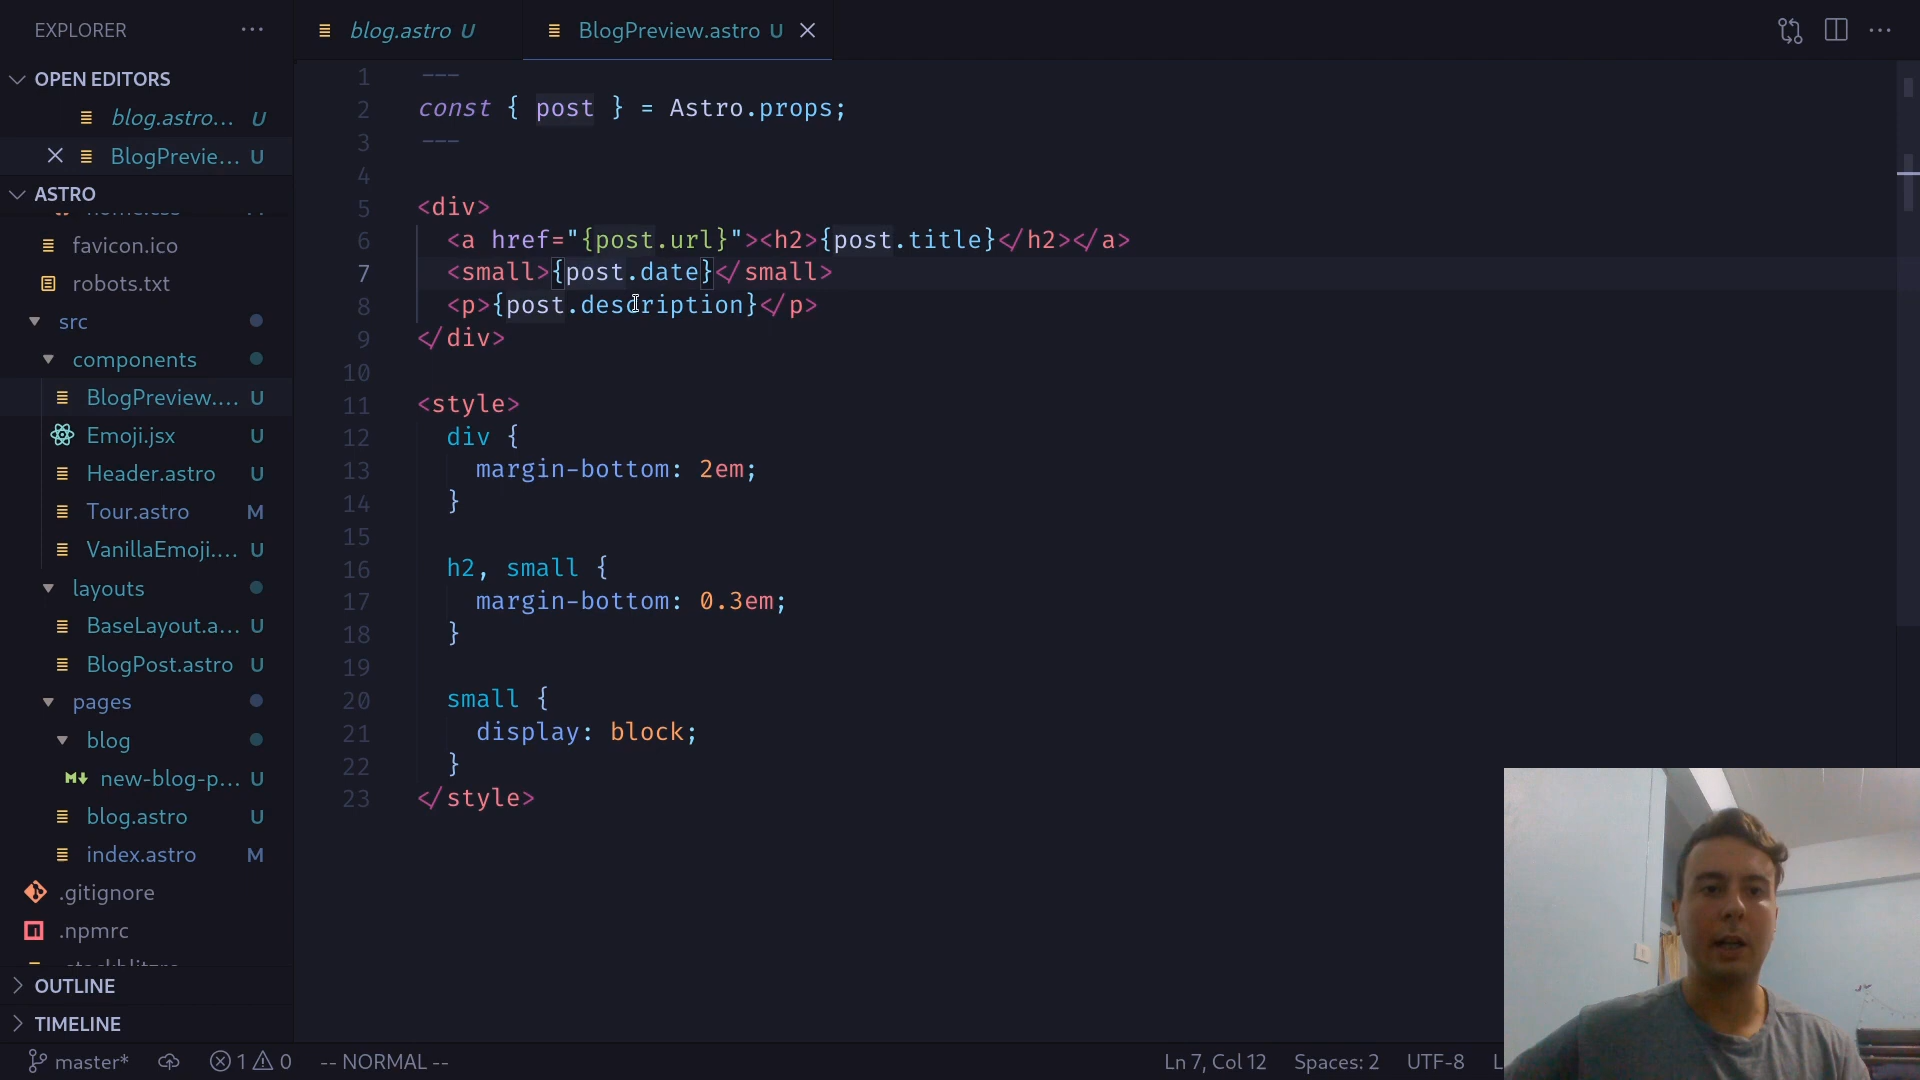 EXPLORER
OPEN EDITORS
blog.astro... U
BlogPrevie... U
ASTRO
favicon.ico
robots.txt
src
components
BlogPreview.... U
Emoji.jsx U
Header.astro U
Tour.astro M
VanillaEmoji.... U
layouts
BaseLayout.a... U
BlogPost.astro U
pages
blog
new-blog-p... U
blog.astro U
index.astro M
.gitignore
.npmrc
OUTLINE
TIMELINE
blog.astro U
BlogPreview.astro U
1 ---
2 const { post } = Astro.props;
3 ---
4
5 <div>
6 <a href="{post.url}"><h2>{post.title}</h2></a>
7 <small>{post.date}</small>
8 <p>{post.description}</p>
9 </div>
10
11 <style>
12 div {
13 margin-bottom: 2em;
14 }
15
16 h2, small {
17 margin-bottom: 0.3em;
18 }
19
20 small {
21 display: block;
22 }
23 </style>
master* 1 0 -- NORMAL -- Ln 7, Col 12 Spaces: 2 UTF-8 L